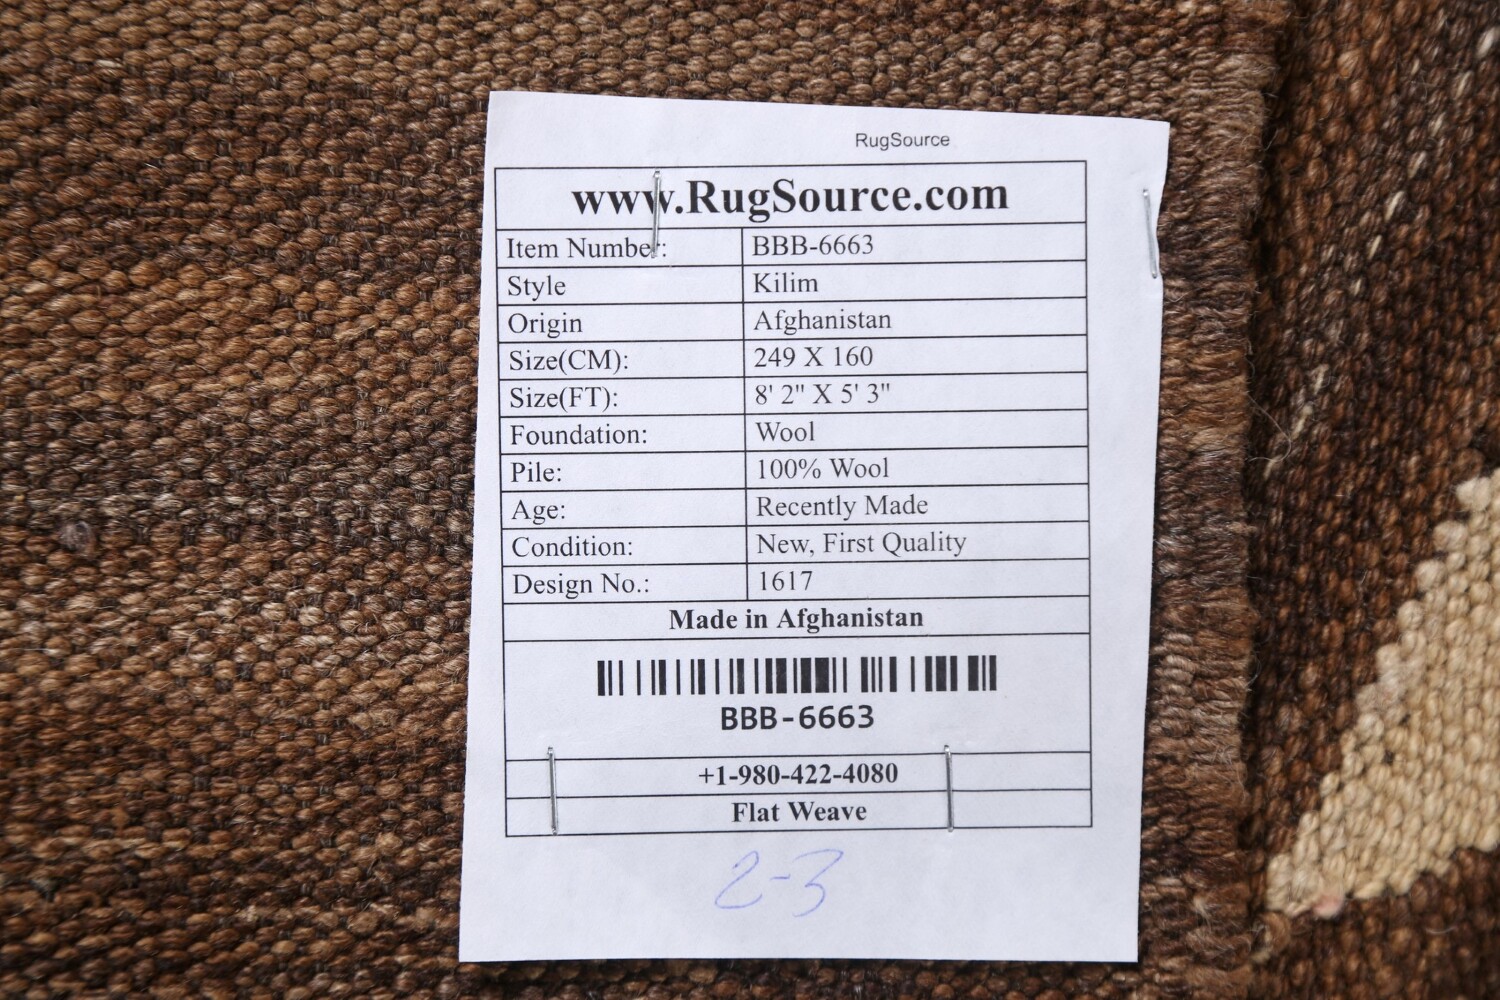 RugSource
www.RugSource.com
Item Number: BBB-6663
Style Kilim
Origin Afghanistan
Size(CM): 249 X 160
Size(FT): 8' 2" X 5' 3"
Foundation: Wool
Pile: 100% Wool
Age: Recently Made
Condition: New, First Quality
Design No.: 1617
Made in Afghanistan
BBB-6663
+1-980-422-4080
Flat Weave
2-3